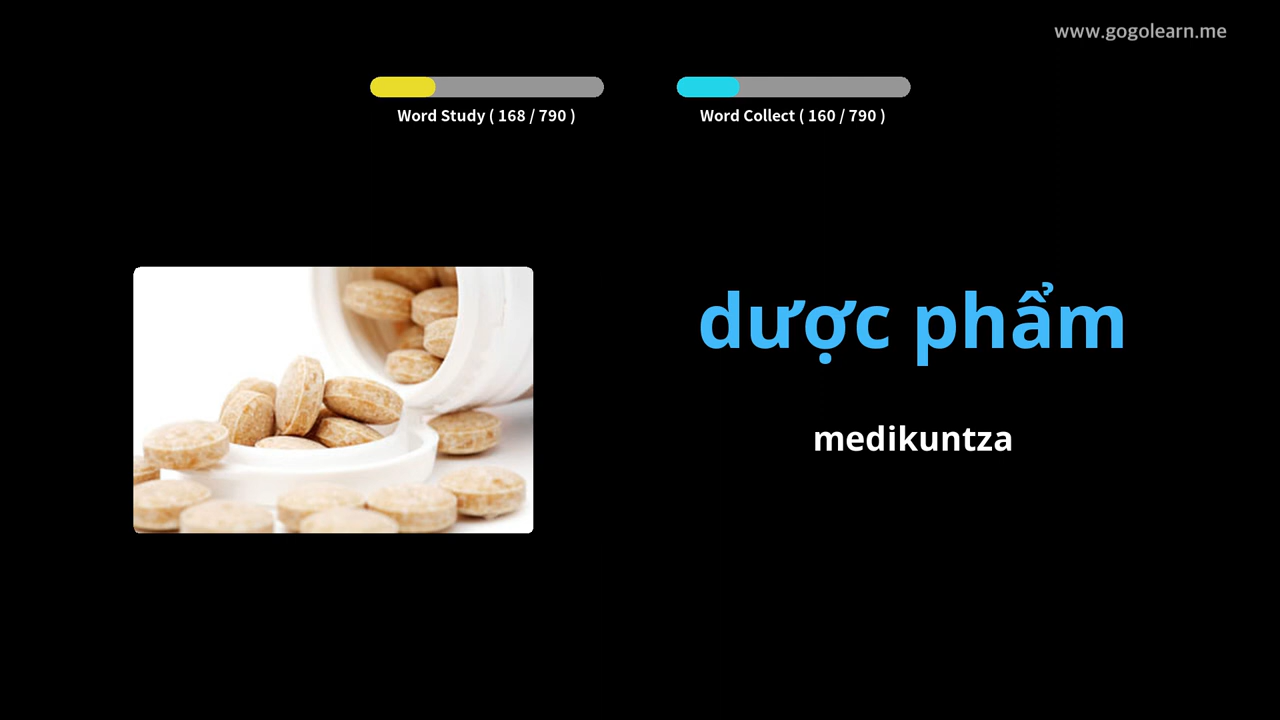 www.gogolearn.me
Word Study ( 168 / 790 )
Word Collect ( 160 / 790 )
dược phẩm
medikuntza